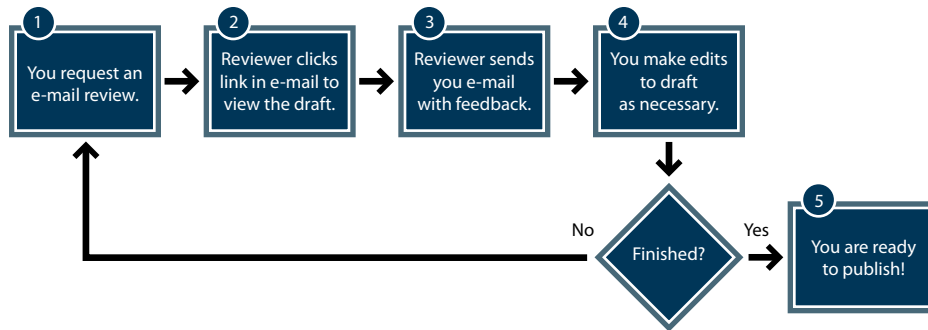 1
You request an
e-mail review.
2
Reviewer clicks
link in e-mail to
view the draft.
3
Reviewer sends
you e-mail
with feedback.
4
You make edits
to draft
as necessary.
No
Finished?
Yes
5
You are ready
to publish!